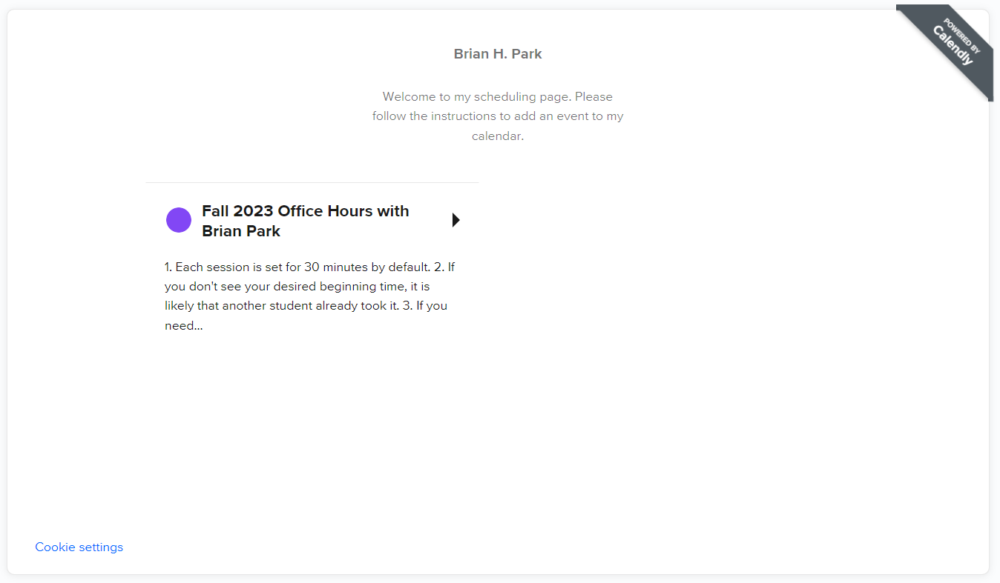 POWERED BY
Calendly
Brian H. Park
Welcome to my scheduling page. Please
follow the instructions to add an event to my
calendar.
Fall 2023 Office Hours with
Brian Park
1. Each session is set for 30 minutes by default. 2. If
you don't see your desired beginning time, it is
likely that another student already took it. 3. If you
need...
Cookie settings